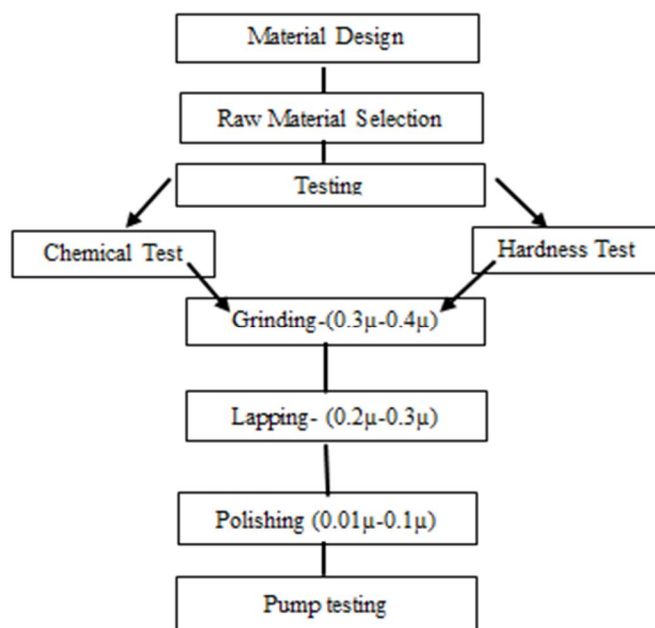 Material Design
Raw Material Selection
Testing
Chemical Test
Hardness Test
Grinding-(0.3µ-0.4µ)
Lapping- (0.2µ-0.3µ)
Polishing (0.01µ-0.1µ)
Pump testing